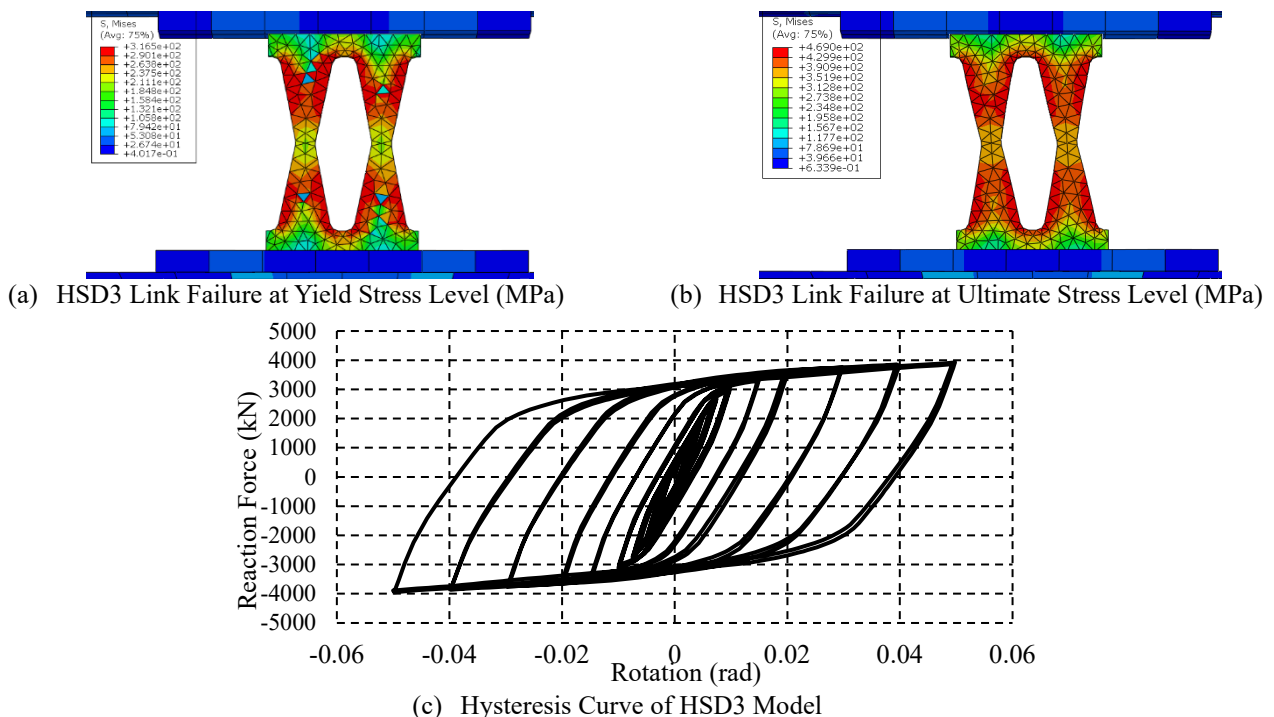 S, Mises
(Avg: 75%)
+3.165e+02
+2.901e+02
+2.638e+02
+2.375e+02
+2.111e+02
+1.848e+02
+1.584e+02
+1.321e+02
+1.058e+02
+7.942e+01
+5.308e+01
+2.674e+01
+4.017e-01
S, Mises
(Avg: 75%)
+4.690e+02
+4.299e+02
+3.909e+02
+3.519e+02
+3.128e+02
+2.738e+02
+2.348e+02
+1.958e+02
+1.567e+02
+1.177e+02
+7.869e+01
+3.966e+01
+6.339e-01
(a) HSD3 Link Failure at Yield Stress Level (MPa)
(b) HSD3 Link Failure at Ultimate Stress Level (MPa)
Reaction Force (kN)
5000
4000
3000
2000
1000
0
-1000
-2000
-3000
-4000
-5000
-0.06 -0.04 -0.02 0 0.02 0.04 0.06
Rotation (rad)
(c) Hysteresis Curve of HSD3 Model